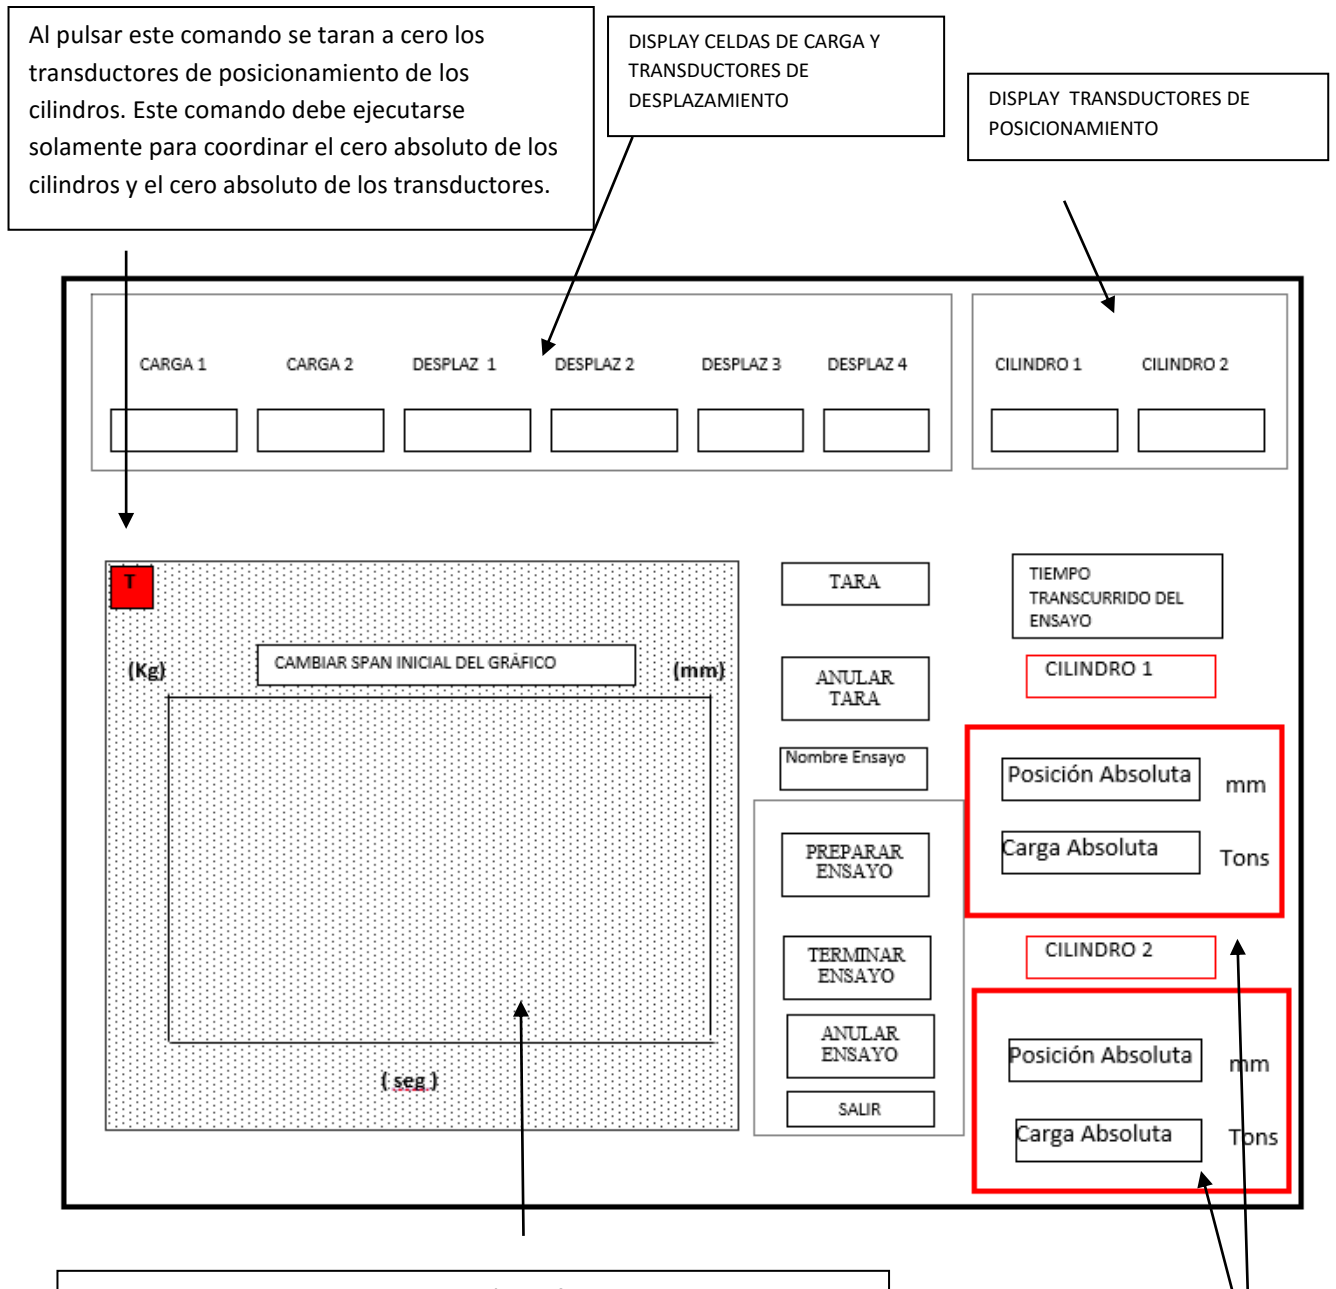 Al pulsar este comando se taran a cero los
transductores de posicionamiento de los
cilindros. Este comando debe ejecutarse
solamente para coordinar el cero absoluto de los
cilindros y el cero absoluto de los transductores.
DISPLAY CELDAS DE CARGA Y
TRANSDUCTORES DE
DESPLAZAMIENTO
DISPLAY TRANSDUCTORES DE
POSICIONAMIENTO
CARGA 1
CARGA 2
DESPLAZ 1
DESPLAZ 2
DESPLAZ 3
DESPLAZ 4
CILINDRO 1
CILINDRO 2
T
(Kg)
CAMBIAR SPAN INICIAL DEL GRÁFICO
(mm)
( seg.)
TARA
ANULAR
TARA
Nombre Ensayo
PREPARAR
ENSAYO
TERMINAR
ENSAYO
ANULAR
ENSAYO
SALIR
TIEMPO
TRANSCURRIDO DEL
ENSAYO
CILINDRO 1
Posición Absoluta
mm
Carga Absoluta
Tons
CILINDRO 2
Posición Absoluta
mm
Carga Absoluta
Tons